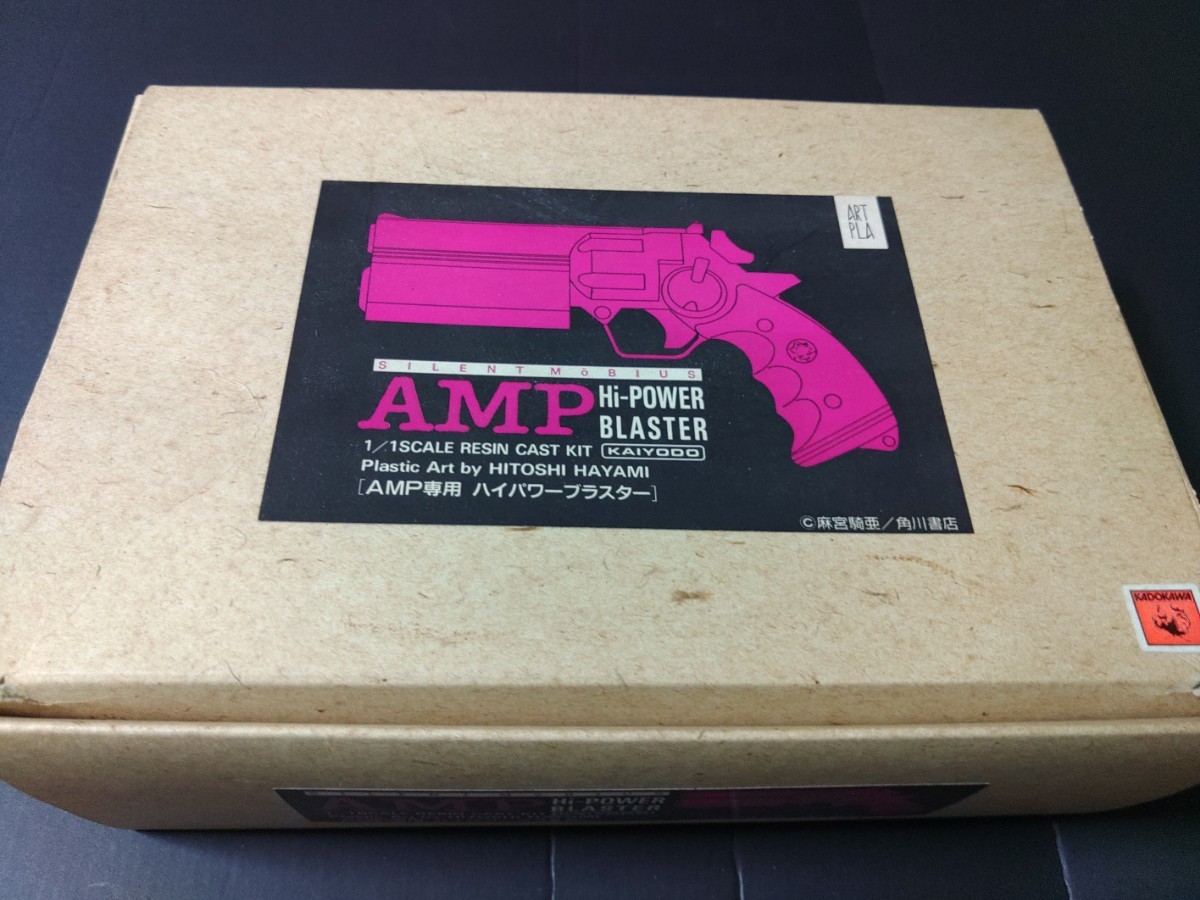 ART
PLA
SILENT MöBIUS
AMP Hi-POWER
BLASTER
1/1SCALE RESIN CAST KIT KAIYODO
Plastic Art by HITOSHI HAYAMI
[AMP専用 ハイパワーブラスター]
©麻宮騎亜/角川書店
KADOKAWA
AMP Hi-POWER
BLASTER